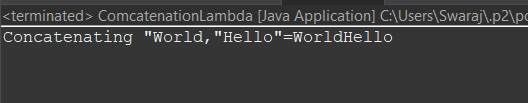 <terminated> ComcatenationLambda [Java Application] C:\Users\Swaraj\.p2\po
Concatenating "World,"Hello"=WorldHello